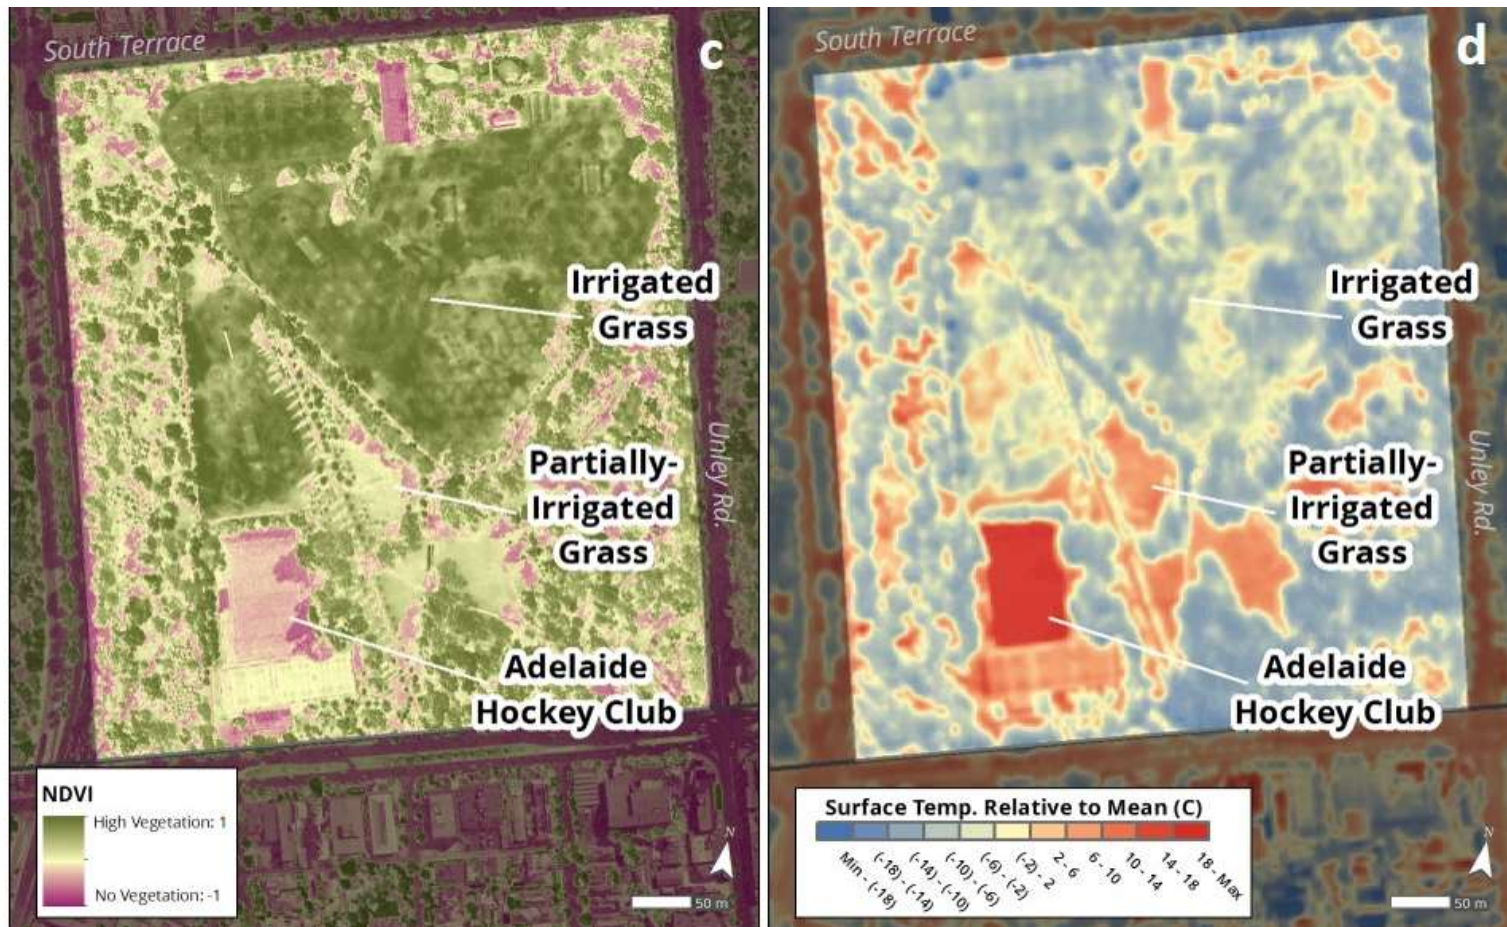 South Terrace
c
Irrigated
Grass
Unley Rd.
Partially-
Irrigated
Grass
Adelaide
Hockey Club
NDVI
High Vegetation: 1
No Vegetation: -1
N
50 m
South Terrace
d
Irrigated
Grass
Unley Rd.
Partially-
Irrigated
Grass
Adelaide
Hockey Club
Surface Temp. Relative to Mean (C)
Min - (-18)
(-18) - (-14)
(-14) - (-10)
(-10) - (-6)
(-6) - (-2)
(-2) - 2
2 - 6
6 - 10
10 - 14
14 - 18
18 - Max
N
50 m